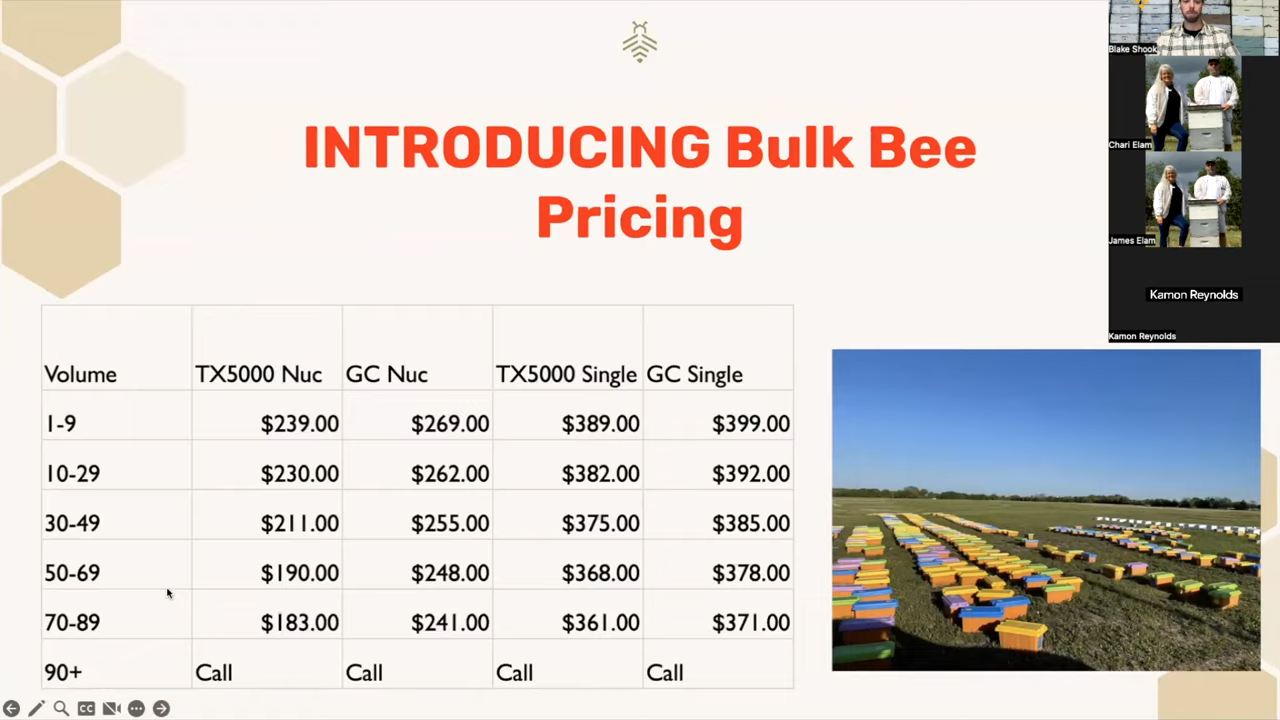 INTRODUCING Bulk Bee
Pricing
Volume TX5000 Nuc GC Nuc TX5000 Single GC Single
1-9 $239.00 $269.00 $389.00 $399.00
10-29 $230.00 $262.00 $382.00 $392.00
30-49 $211.00 $255.00 $375.00 $385.00
50-69 $190.00 $248.00 $368.00 $378.00
70-89 $183.00 $241.00 $361.00 $371.00
90+ Call Call Call Call
Blake Shook
Chari Elam
James Elam
Kamon Reynolds
Kamon Reynolds
CC